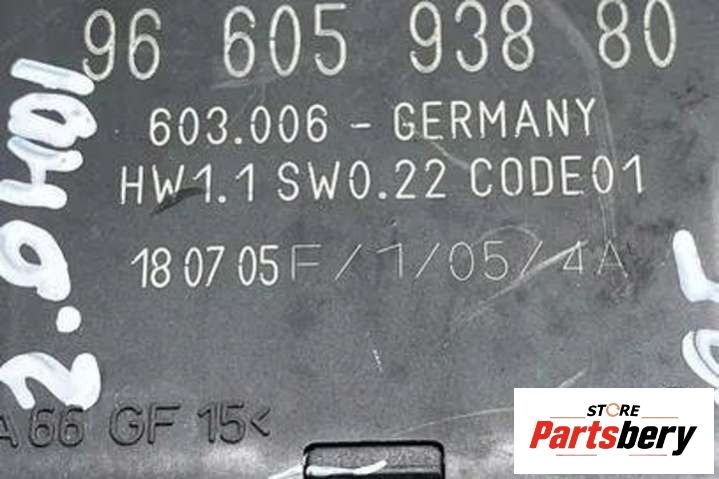 96 605 938 80
603.006 - GERMANY
HW1.1 SW0.22 CODE01
18 07 05 F/1/05/4A
A66 GF 15<
STORE
Partsbery